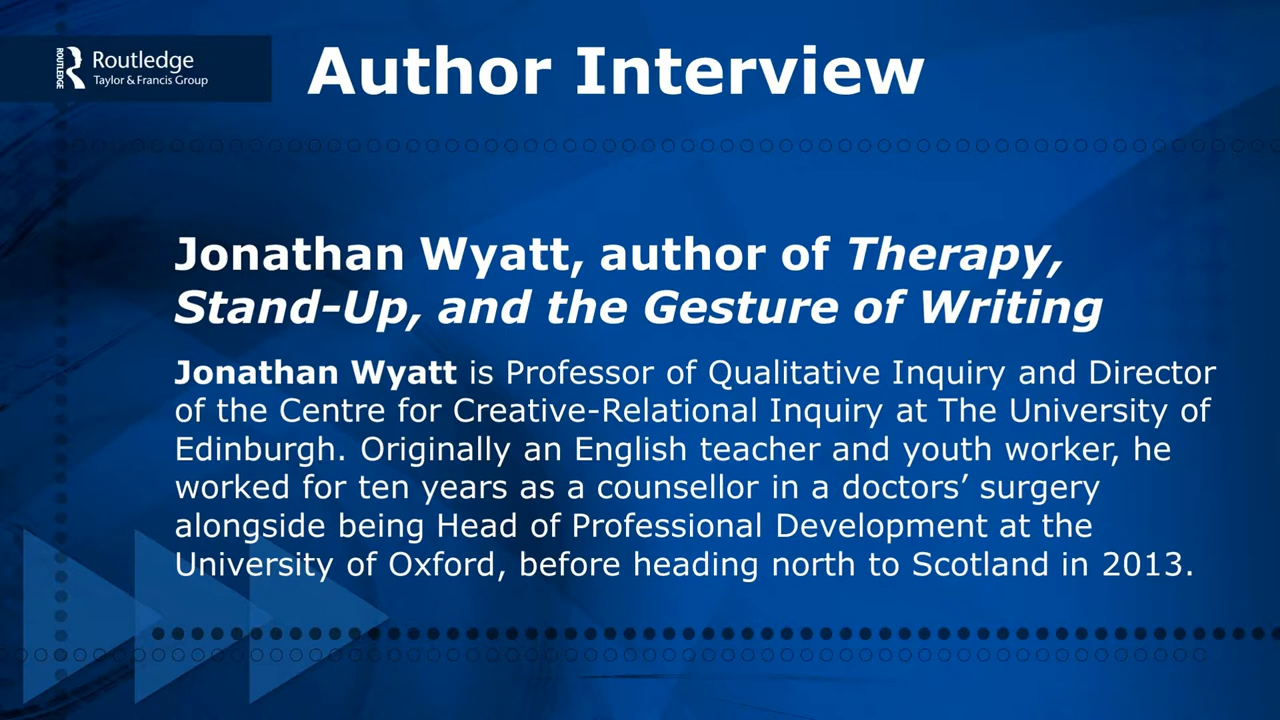 ROUTLEDGE
Routledge
Taylor & Francis Group
Author Interview
Jonathan Wyatt, author of Therapy,
Stand-Up, and the Gesture of Writing
Jonathan Wyatt is Professor of Qualitative Inquiry and Director
of the Centre for Creative-Relational Inquiry at The University of
Edinburgh. Originally an English teacher and youth worker, he
worked for ten years as a counsellor in a doctors’ surgery
alongside being Head of Professional Development at the
University of Oxford, before heading north to Scotland in 2013.